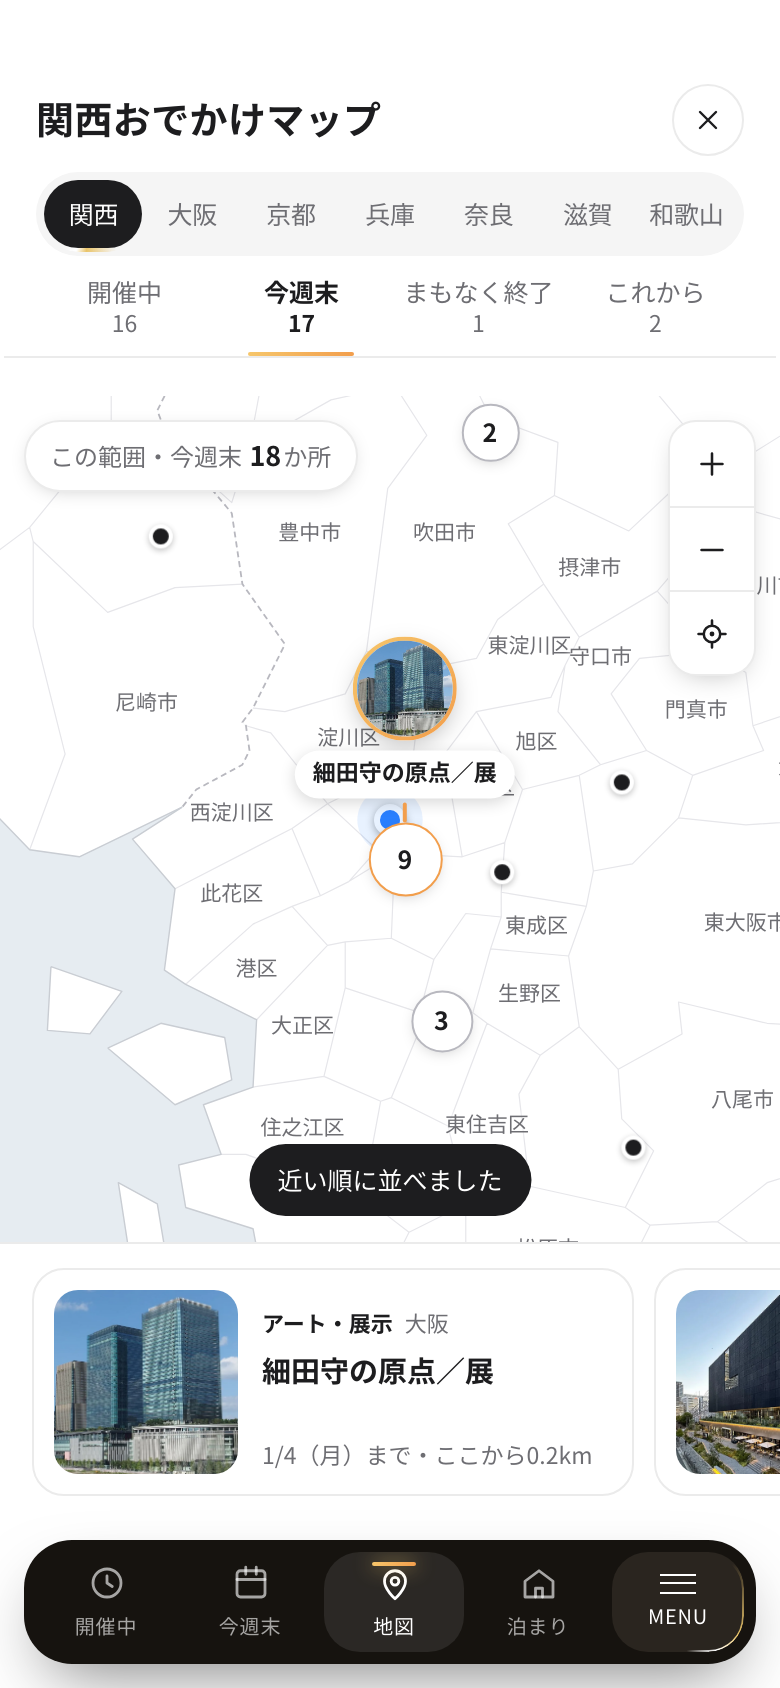 関西おでかけマップ
関西 大阪 京都 兵庫 奈良 滋賀 和歌山
開催中 今週末 まもなく終了 これから
16 17 1 2
2
この範囲・今週末 18か所
豊中市 吹田市
摂津市
東淀川区 守口市
尼崎市 門真市
淀川区 旭区
細田守の原点／展
西淀川区
9
此花区
東成区 東大阪市
港区
生野区
大正区 3
八尾市
住之江区 東住吉区
近い順に並べました
アート・展示 大阪
細田守の原点／展
1/4（月）まで・ここから0.2km
開催中 今週末 地図 泊まり MENU